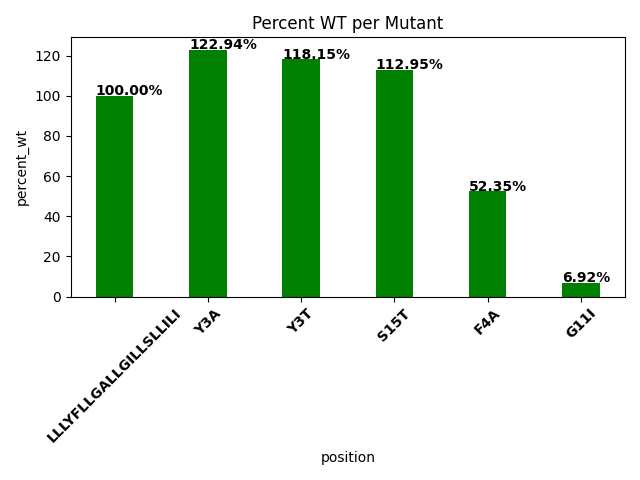 Percent WT per Mutant
percent_wt
120
100
80
60
40
20
0
100.00%
122.94%
118.15%
112.95%
52.35%
6.92%
LLLYFLLGALLGILLSLLILI
Y3A
Y3T
S15T
F4A
G11I
position